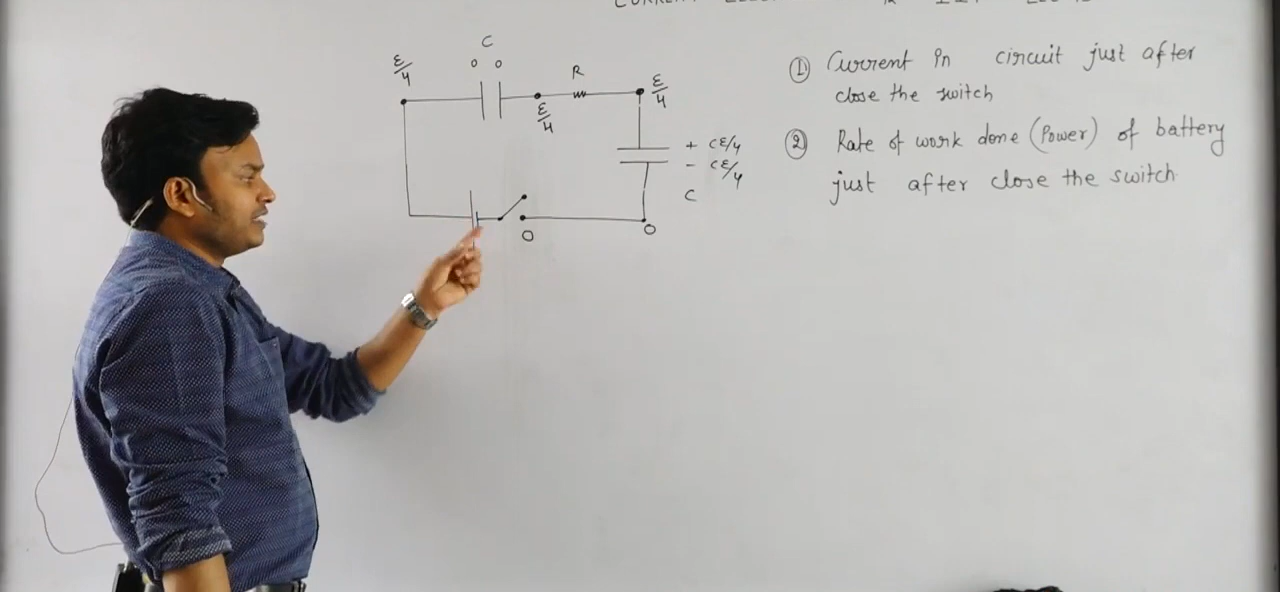 C
0 0
ε/4
R
ε/4
ε/4
+ Cε/4
- Cε/4
C
0
0
① Current in circuit just after
close the switch
② Rate of work done (Power) of battery
just after close the switch